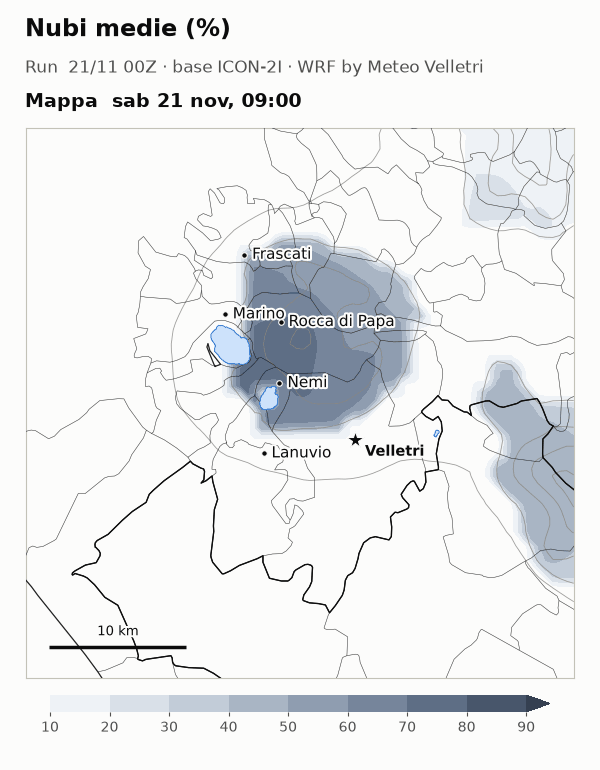 Nubi medie (%)
Run  21/11 00Z · base ICON-2I · WRF by Meteo Velletri
Mappa  sab 21 nov, 09:00
Frascati
Marino
Rocca di Papa
Nemi
Velletri
Lanuvio
10 km
10 20 30 40 50 60 70 80 90